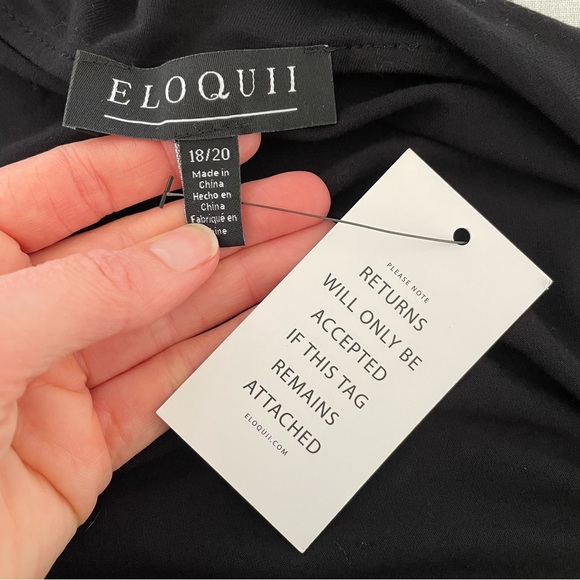 ELOQUII
18/20
Made in
China
Hecho en
China
Fabriqué en
PLEASE NOTE
RETURNS
WILL ONLY BE
ACCEPTED
IF THIS TAG
REMAINS
ATTACHED
ELOQUII.COM